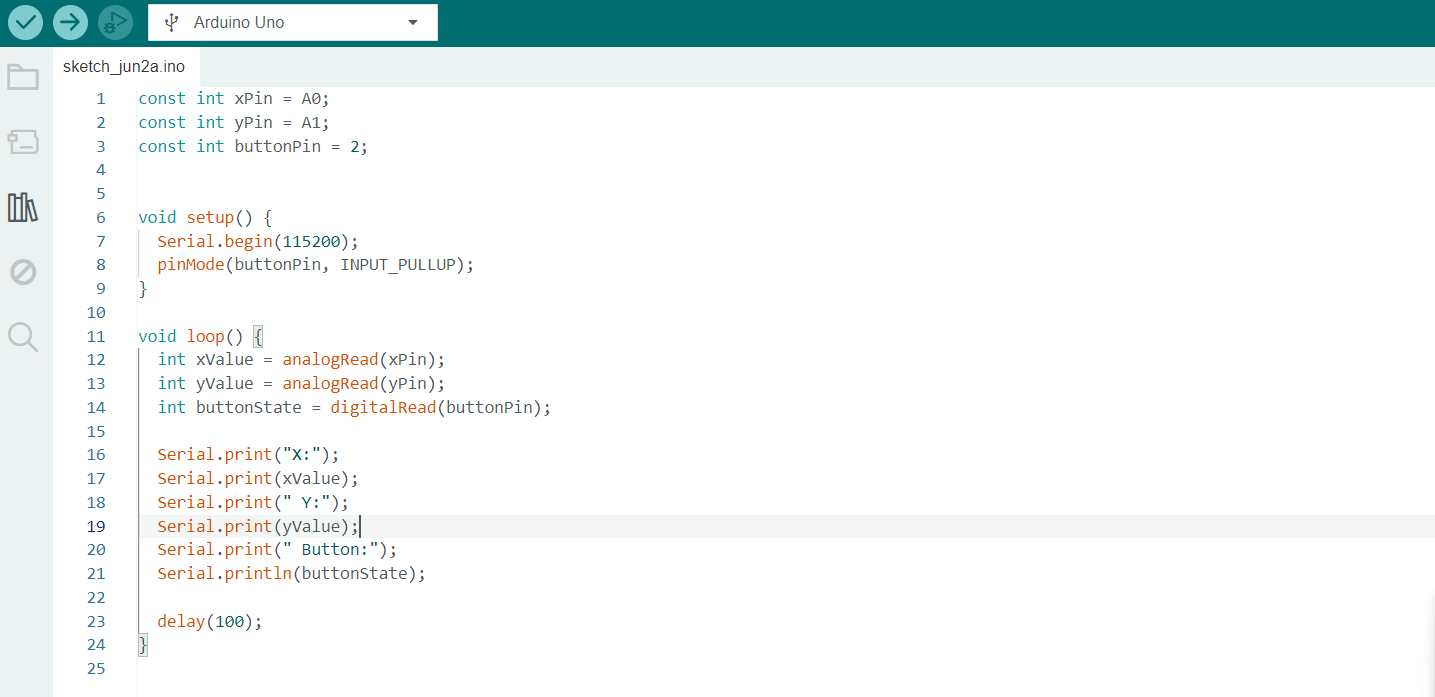 Arduino Uno
sketch_jun2a.ino
1 const int xPin = A0;
2 const int yPin = A1;
3 const int buttonPin = 2;
4
5
6 void setup() {
7 Serial.begin(115200);
8 pinMode(buttonPin, INPUT_PULLUP);
9 }
10
11 void loop() {
12 int xValue = analogRead(xPin);
13 int yValue = analogRead(yPin);
14 int buttonState = digitalRead(buttonPin);
15
16 Serial.print("X:");
17 Serial.print(xValue);
18 Serial.print(" Y:");
19 Serial.print(yValue);
20 Serial.print(" Button:");
21 Serial.println(buttonState);
22
23 delay(100);
24 }
25